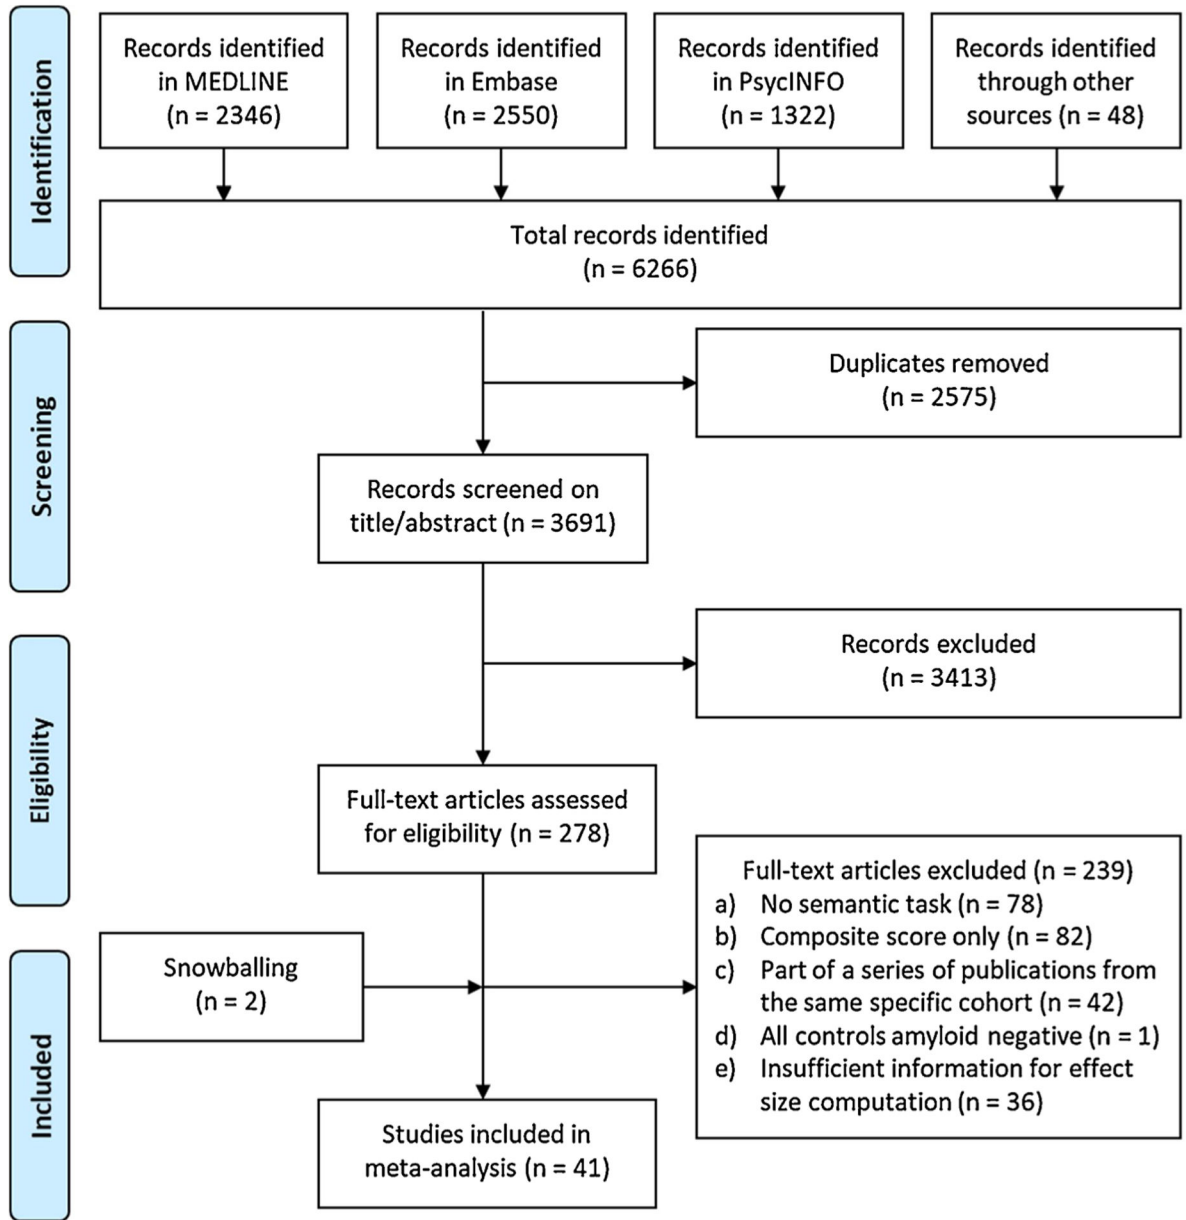 Identification
Records identified
in MEDLINE
(n = 2346)
Records identified
in Embase
(n = 2550)
Records identified
in PsycINFO
(n = 1322)
Records identified
through other
sources (n = 48)
Total records identified
(n = 6266)
Screening
Duplicates removed
(n = 2575)
Records screened on
title/abstract (n = 3691)
Records excluded
(n = 3413)
Eligibility
Full-text articles assessed
for eligibility (n = 278)
Full-text articles excluded (n = 239)
a) No semantic task (n = 78)
b) Composite score only (n = 82)
c) Part of a series of publications from
the same specific cohort (n = 42)
d) All controls amyloid negative (n = 1)
e) Insufficient information for effect
size computation (n = 36)
Snowballing
(n = 2)
Included
Studies included in
meta-analysis (n = 41)